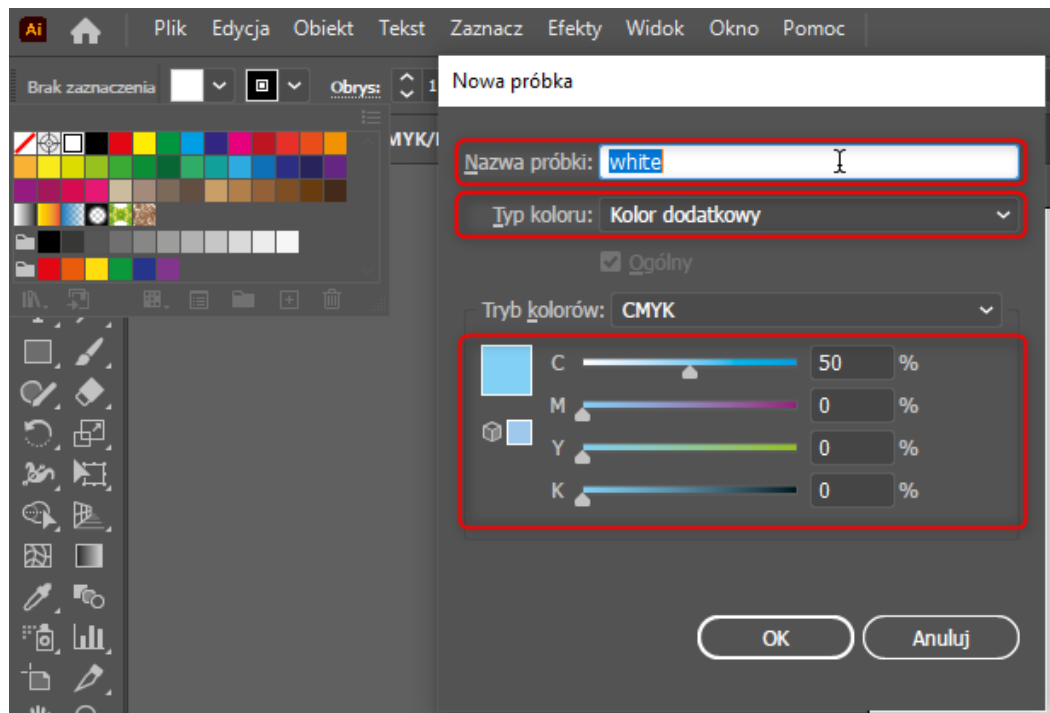 Ai Plik Edycja Obiekt Tekst Zaznacz Efekty Widok Okno Pomoc
Brak zaznaczenia Obrys: 1
MYK/
Nowa próbka
Nazwa próbki: white
Typ koloru: Kolor dodatkowy
Ogólny
Tryb kolorów: CMYK
C 50 %
M 0 %
Y 0 %
K 0 %
OK Anuluj